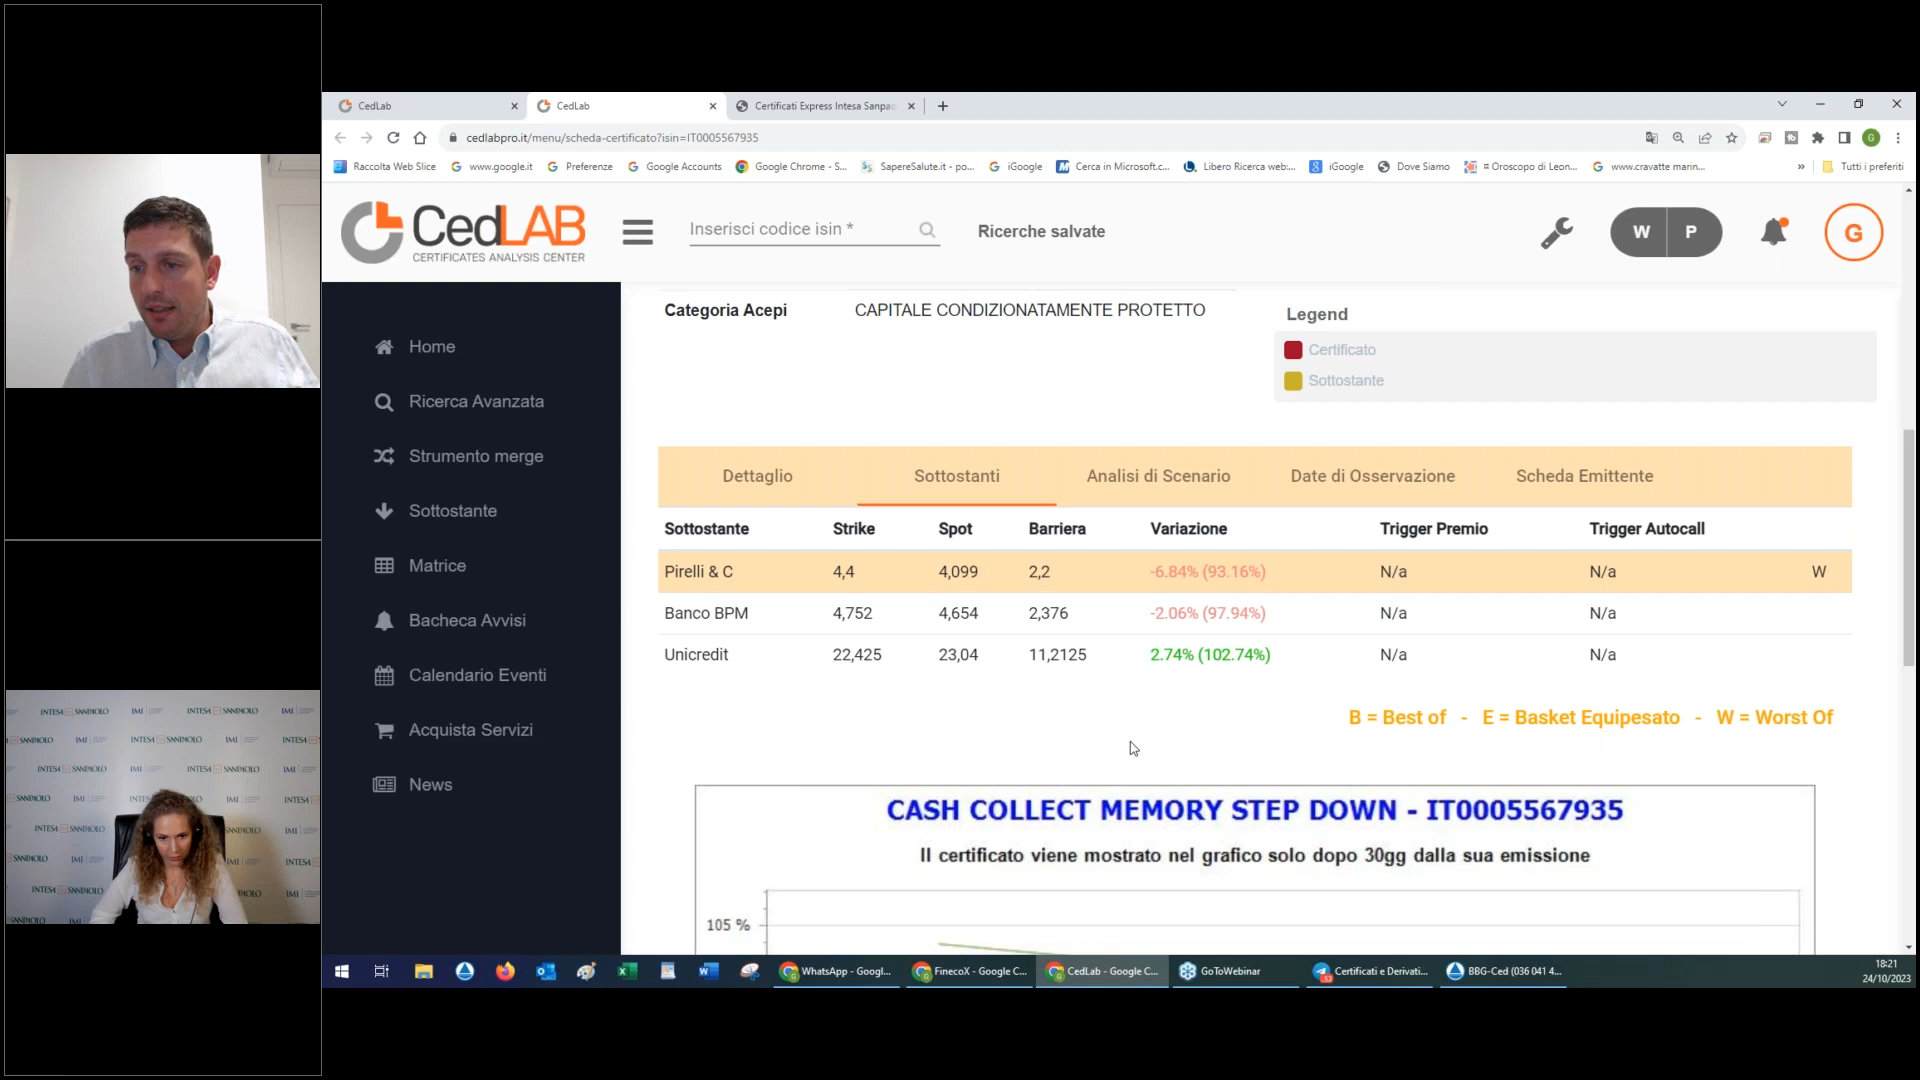 CedLab
CedLab
Certificati Express Intesa Sanpao
cedlabpro.it/menu/scheda-certificato?isin=IT0005567935
G
Raccolta Web Slice
www.google.it
Preferenze
Google Accounts
Google Chrome - S...
SapereSalute.it - po...
iGoogle
Cerca in Microsoft.c...
Libero Ricerca web:...
iGoogle
Dove Siamo
¤ Oroscopo di Leon...
www.cravatte marin...
»
Tutti i preferiti
CedLAB
CERTIFICATES ANALYSIS CENTER
Inserisci codice isin *
Ricerche salvate
W P
G
Home
Ricerca Avanzata
Strumento merge
Sottostante
Matrice
Bacheca Avvisi
Calendario Eventi
Acquista Servizi
News
Categoria Acepi CAPITALE CONDIZIONATAMENTE PROTETTO
Legend
Certificato
Sottostante
Dettaglio Sottostanti Analisi di Scenario Date di Osservazione Scheda Emittente
Sottostante Strike Spot Barriera Variazione Trigger Premio Trigger Autocall
Pirelli & C 4,4 4,099 2,2 -6.84% (93.16%) N/a N/a W
Banco BPM 4,752 4,654 2,376 -2.06% (97.94%) N/a N/a
Unicredit 22,425 23,04 11,2125 2.74% (102.74%) N/a N/a
B = Best of - E = Basket Equipesato - W = Worst Of
CASH COLLECT MEMORY STEP DOWN - IT0005567935
Il certificato viene mostrato nel grafico solo dopo 30gg dalla sua emissione
105 %
WhatsApp - Googl...
FinecoX - Google C...
CedLab - Google C...
GoToWebinar
Certificati e Derivati...
BBG-Ced (036 041 4...
18:21
24/10/2023
INTESA SANPAOLO
IMI